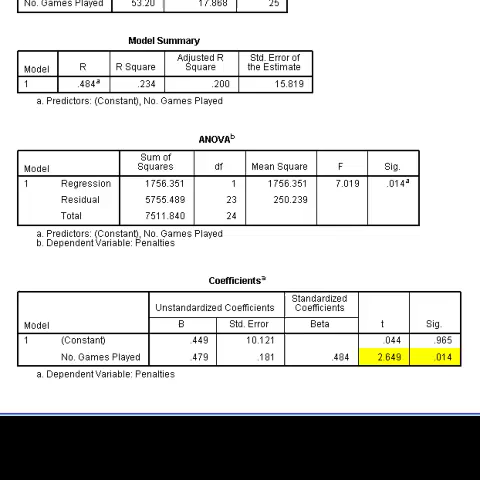 No. Games Played 53.20 17.868 25
Model Summary
Model R R Square Adjusted R Square Std. Error of the Estimate
1 .484a .234 .200 15.819
a. Predictors: (Constant), No. Games Played
ANOVAb
Model Sum of Squares df Mean Square F Sig.
1 Regression 1756.351 1 1756.351 7.019 .014a
Residual 5755.489 23 250.239
Total 7511.840 24
a. Predictors: (Constant), No. Games Played
b. Dependent Variable: Penalties
Coefficientsa
Unstandardized Coefficients Standardized Coefficients
Model B Std. Error Beta t Sig.
1 (Constant) .449 10.121 .044 .965
No. Games Played .479 .181 .484 2.649 .014
a. Dependent Variable: Penalties